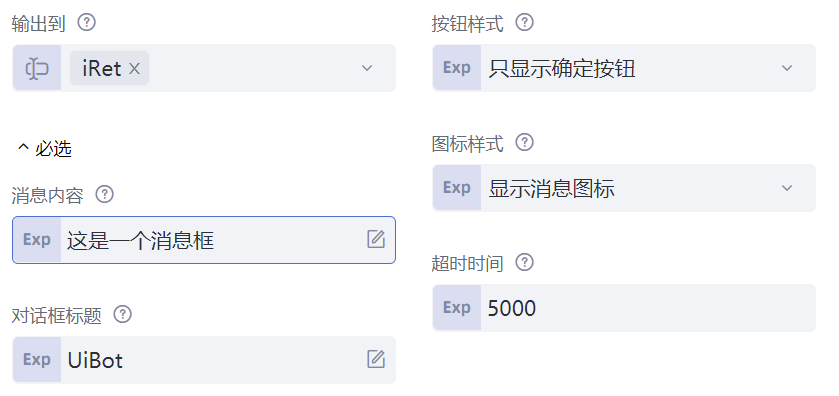 输出到
iRet
必选
消息内容
Exp 这是一个消息框
对话框标题
Exp UiBot
按钮样式
Exp 只显示确定按钮
图标样式
Exp 显示消息图标
超时时间
Exp 5000